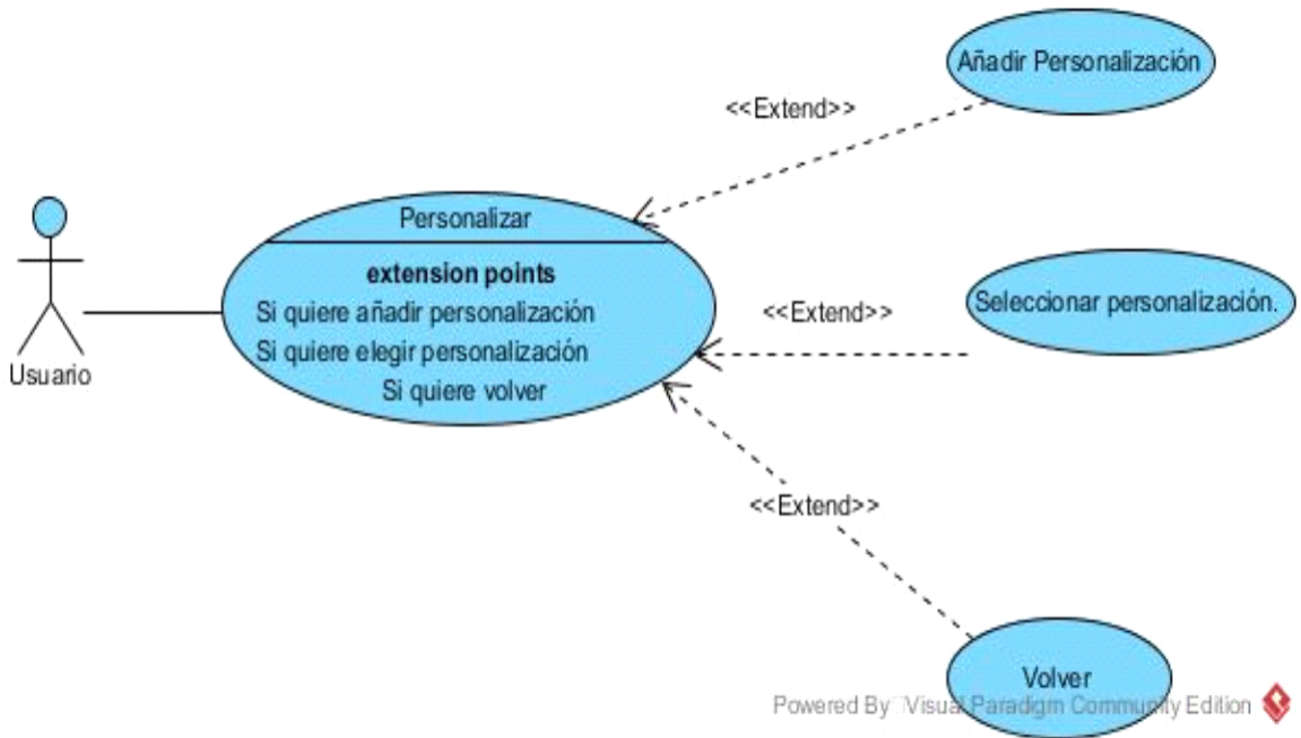 Añadir Personalización
<<Extend>>
Personalizar
extension points
Si quiere añadir personalización
Si quiere elegir personalización
Si quiere volver
<<Extend>>
Seleccionar personalización.
Usuario
<<Extend>>
Volver
Powered By Visual Paradigm Community Edition